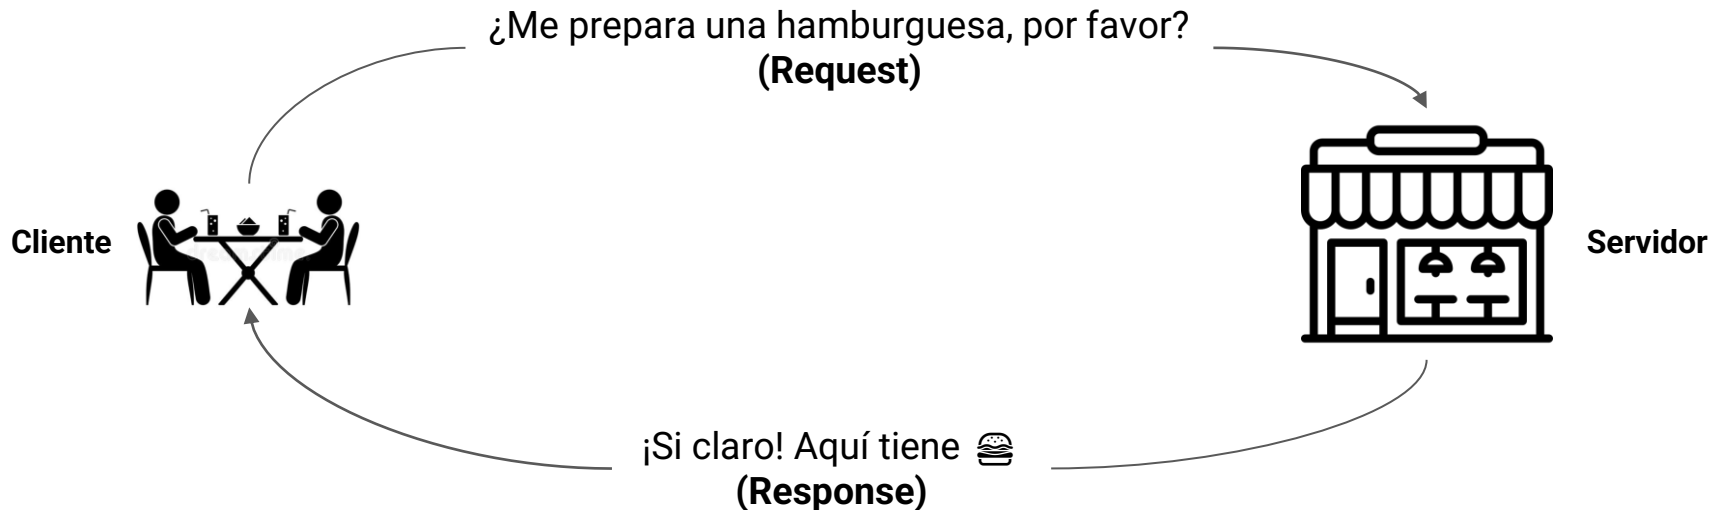 ¿Me prepara una hamburguesa, por favor?
(Request)
Cliente
Servidor
¡Si claro! Aquí tiene
(Response)